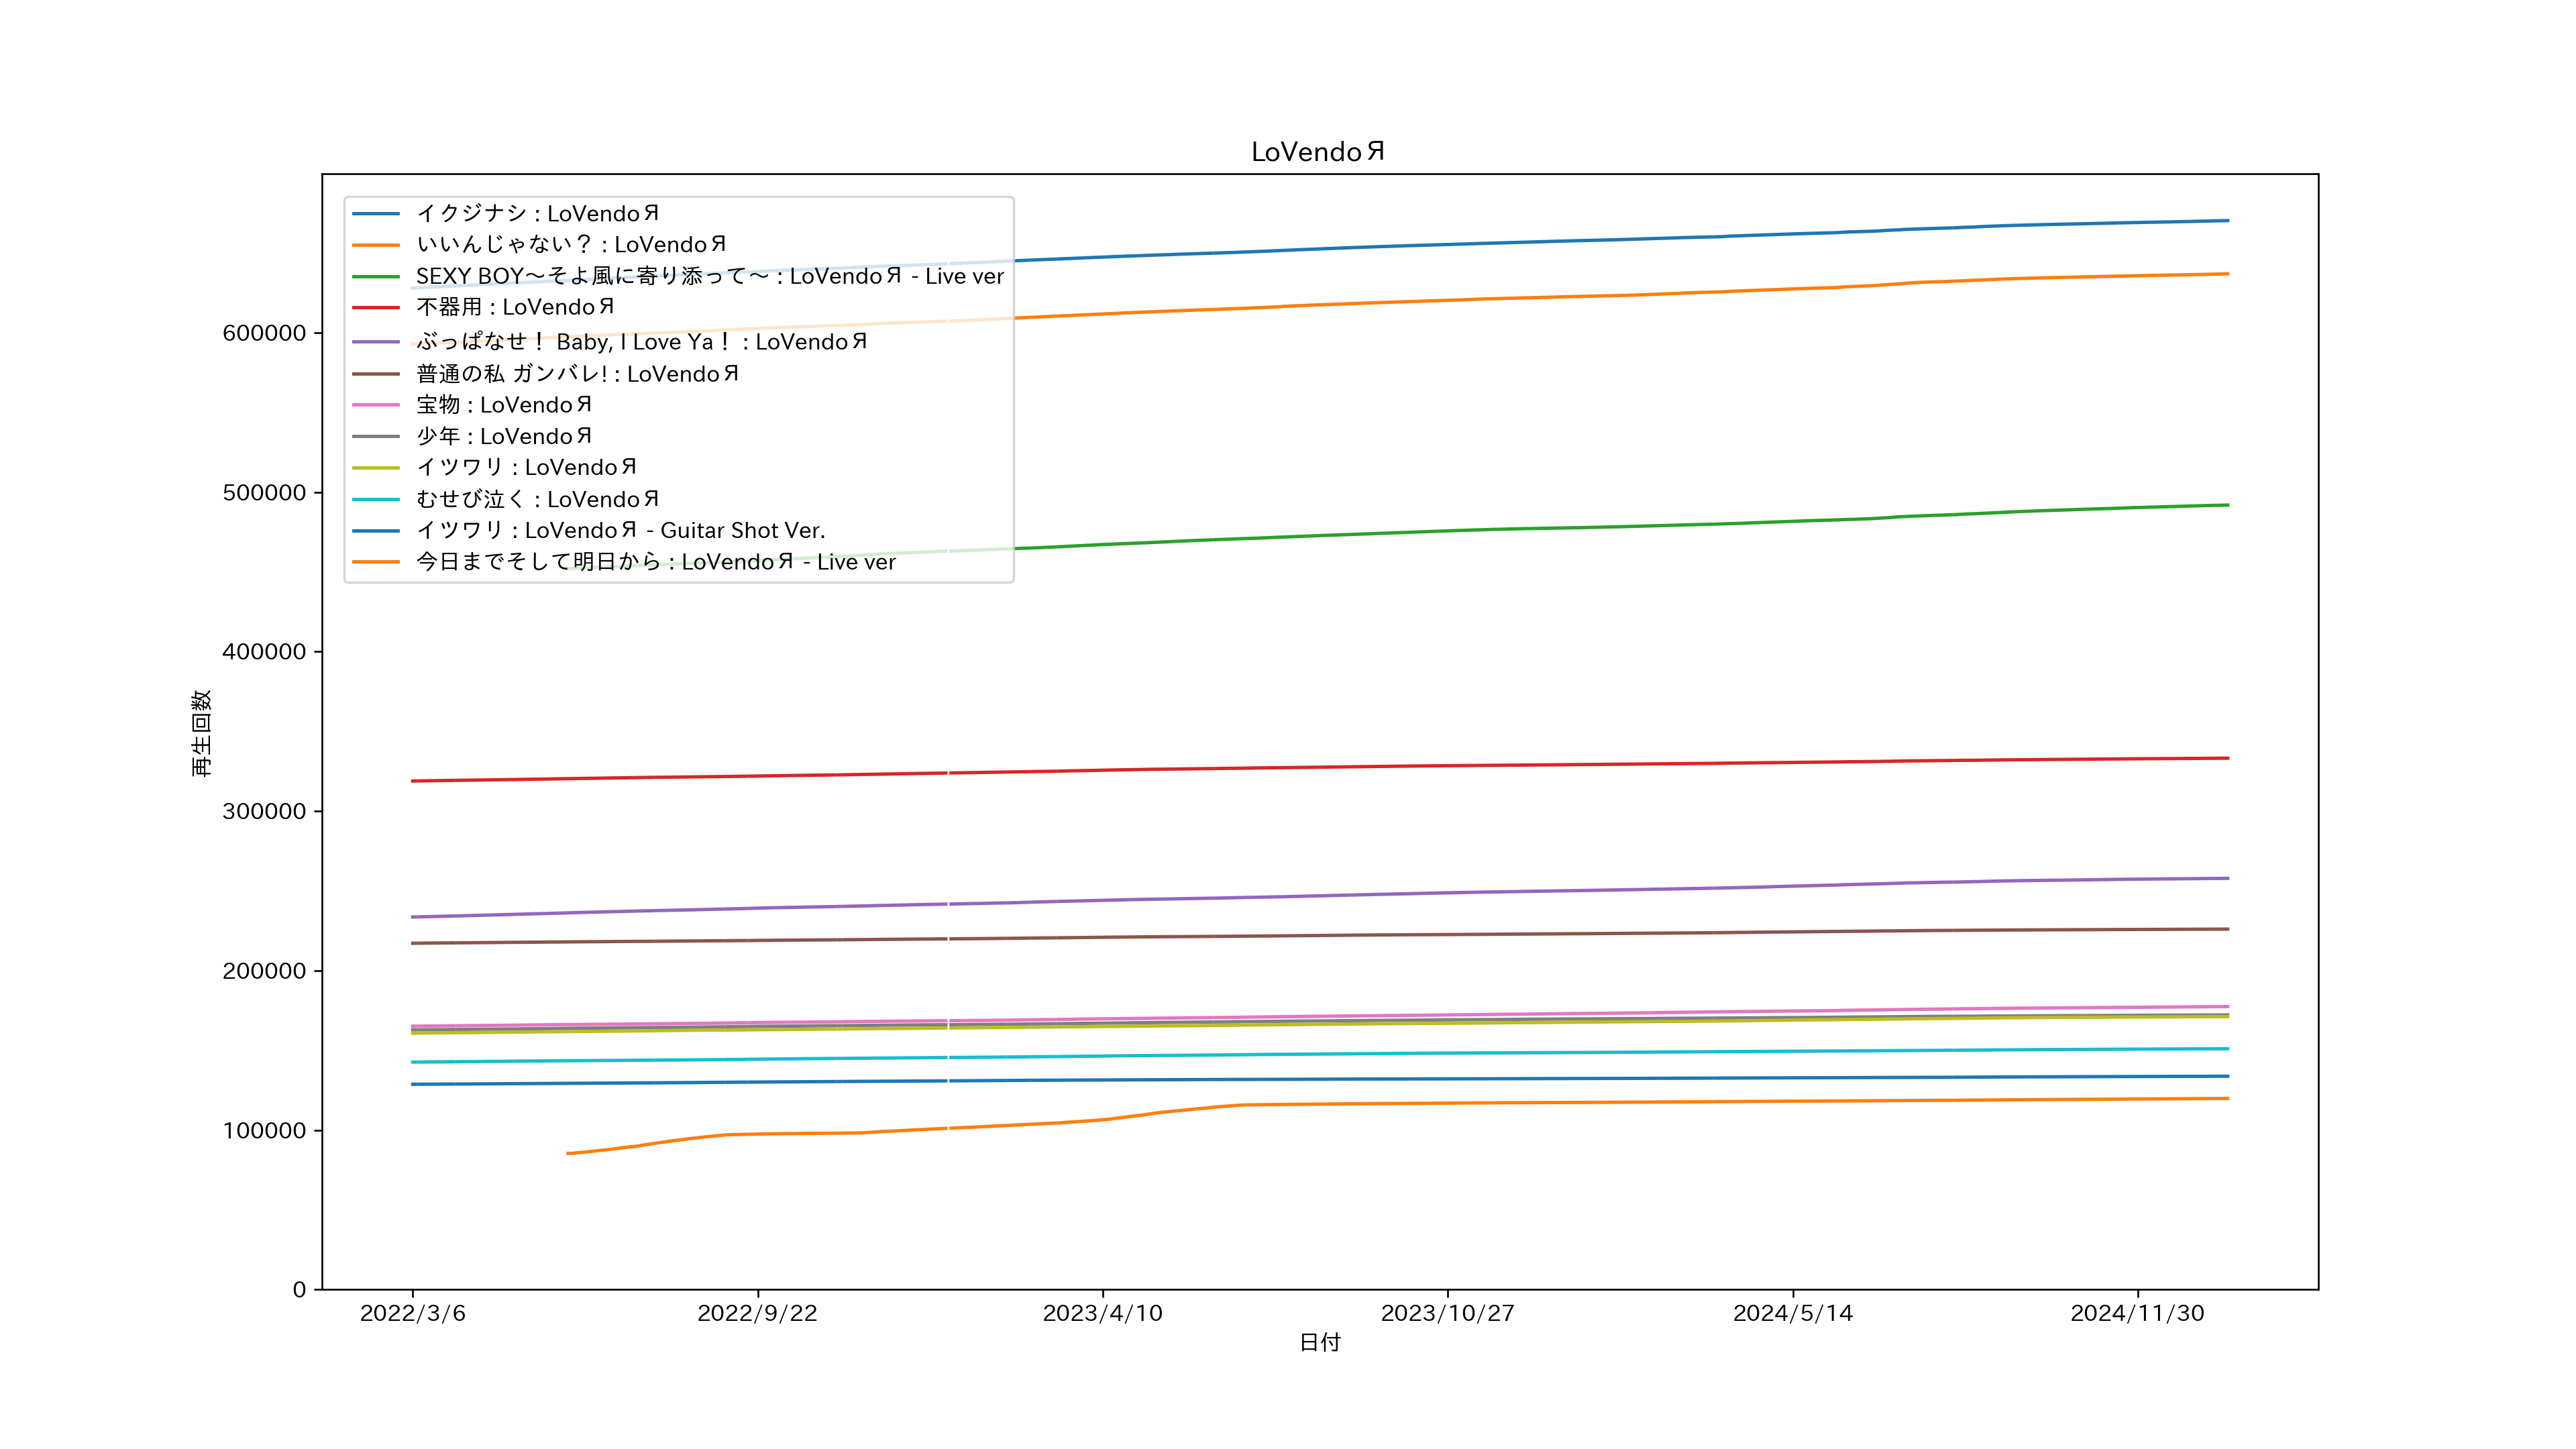 LoVendoЯ
イクジナシ : LoVendoЯ
いいんじゃない？ : LoVendoЯ
SEXY BOY～そよ風に寄り添って～ : LoVendoЯ - Live ver
不器用 : LoVendoЯ
ぶっぱなせ！ Baby, I Love Ya！ : LoVendoЯ
普通の私 ガンバレ! : LoVendoЯ
宝物 : LoVendoЯ
少年 : LoVendoЯ
イツワリ : LoVendoЯ
むせび泣く : LoVendoЯ
イツワリ : LoVendoЯ - Guitar Shot Ver.
今日までそして明日から : LoVendoЯ - Live ver
600000
500000
400000
300000
200000
100000
0
再生回数
2022/3/6 2022/9/22 2023/4/10 2023/10/27 2024/5/14 2024/11/30
日付